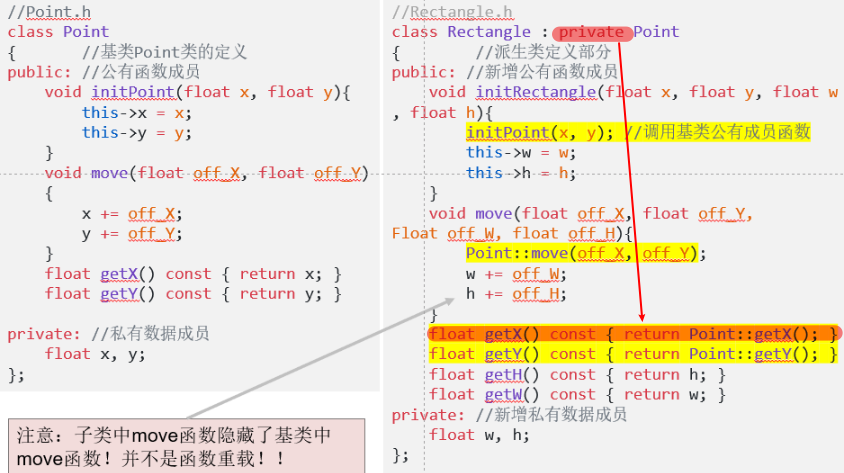 //Point.h
class Point
{       //基类Point类的定义
public: //公有函数成员
    void initPoint(float x, float y){
        this->x = x;
        this->y = y;
    }
    void move(float off_X, float off_Y)
    {
        x += off_X;
        y += off_Y;
    }
    float getX() const { return x; }
    float getY() const { return y; }
private: //私有数据成员
    float x, y;
};
注意：子类中move函数隐藏了基类中
move函数！并不是函数重载！！
//Rectangle.h
class Rectangle : private Point
{       //派生类定义部分
public: //新增公有函数成员
    void initRectangle(float x, float y, float w
, float h){
        initPoint(x, y); //调用基类公有成员函数
        this->w = w;
        this->h = h;
    }
    void move(float off_X, float off_Y,
Float off_W, float off_H){
        Point::move(off_X, off_Y);
        w += off_W;
        h += off_H;
    }
    float getX() const { return Point::getX(); }
    float getY() const { return Point::getY(); }
    float getH() const { return h; }
    float getW() const { return w; }
private: //新增私有数据成员
    float w, h;
};